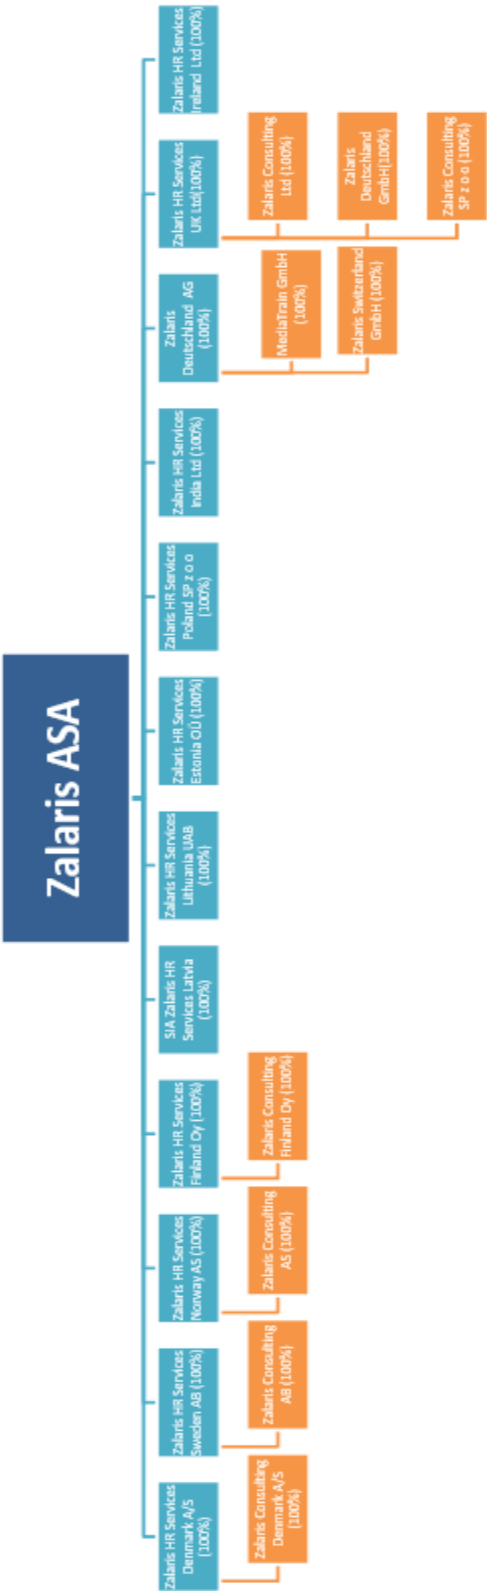 Zalaris ASA
Zalaris HR Services
Denmark A/S
(100%)
Zalaris HR Services
Sweden AB (100%)
Zalaris HR Services
Norway AS (100%)
Zalaris HR Services
Finland Oy (100%)
SIA Zalaris HR
Services Latvia
(100%)
Zalaris HR Services
Lithuania UAB
(100%)
Zalaris HR Services
Estonia OÜ (100%)
Zalaris HR Services
Poland SP z o o
(100%)
Zalaris HR Services
India Ltd (100%)
Zalaris
Deutschland AG
(100%)
Zalaris HR Services
UK Ltd(100%)
Zalaris HR Services
Ireland Ltd (100%)
Zalaris Consulting
Denmark A/S
(100%)
Zalaris Consulting
AB (100%)
Zalaris Consulting
AS (100%)
Zalaris Consulting
Finland Oy (100%)
MediaTrain GmbH
(100%)
Zalaris Switzerland
GmbH (100%)
Zalaris Consulting
Ltd (100%)
Zalaris
Deutschland
GmbH(100%)
Zalaris Consulting
SP z o o (100%)